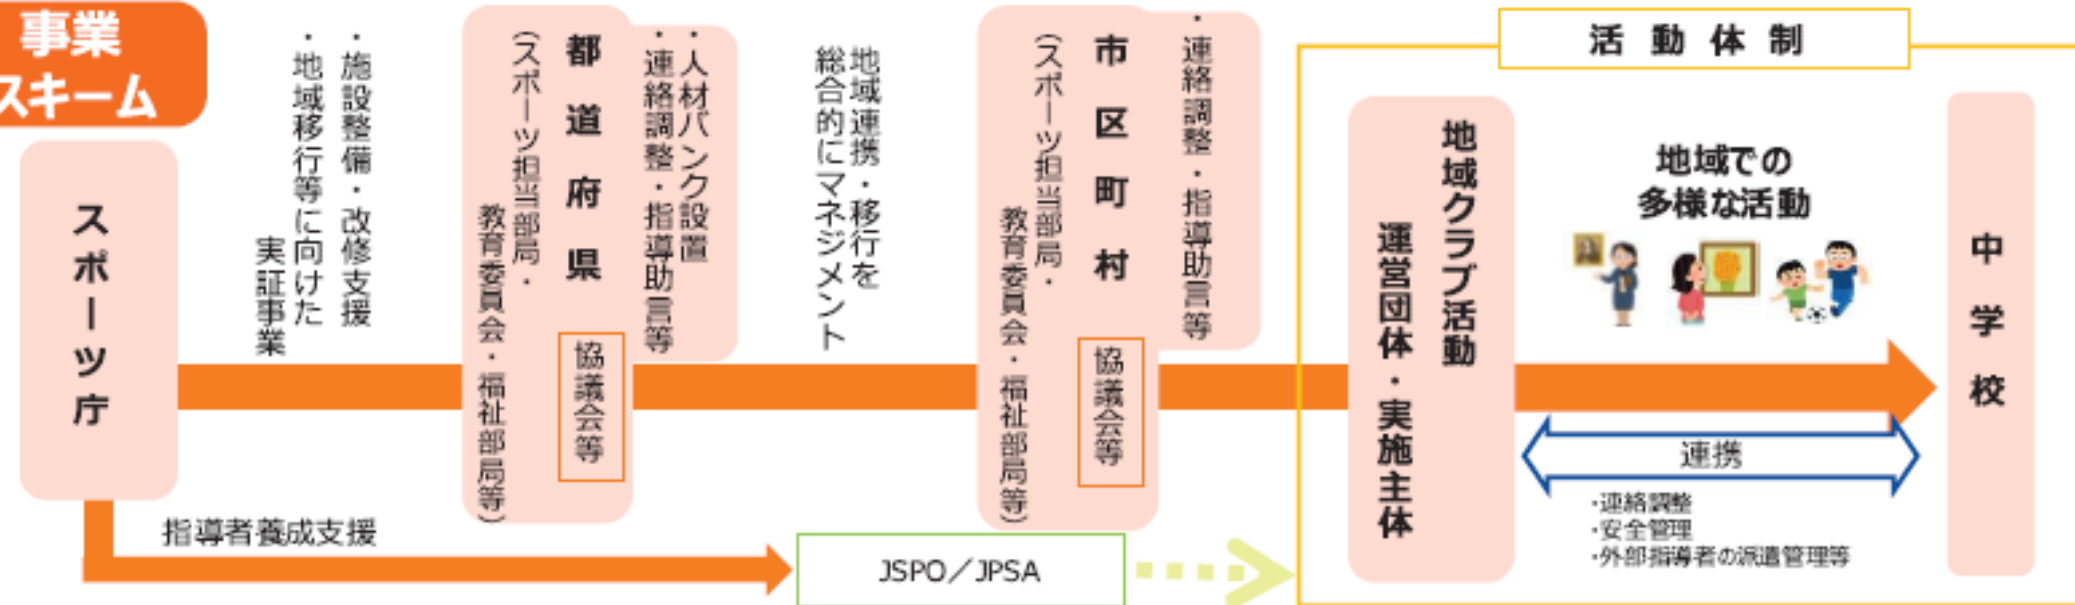 事業
スキーム
スポーツ庁
・施設整備・改修支援
・地域移行等に向けた
実証事業
指導者養成支援
都道府県
（スポーツ担当部局・
教育委員会・福祉部局等）
協議会等
・人材バンク設置
・連絡調整・指導助言等
地域連携・移行を
総合的にマネジメント
JSPO／JPSA
市区町村
（スポーツ担当部局・
教育委員会・福祉部局等）
協議会等
・連絡調整・指導助言等
活動体制
地域クラブ活動
運営団体・実施主体
地域での
多様な活動
連携
・連絡調整
・安全管理
・外部指導者の派遣管理等
中学校